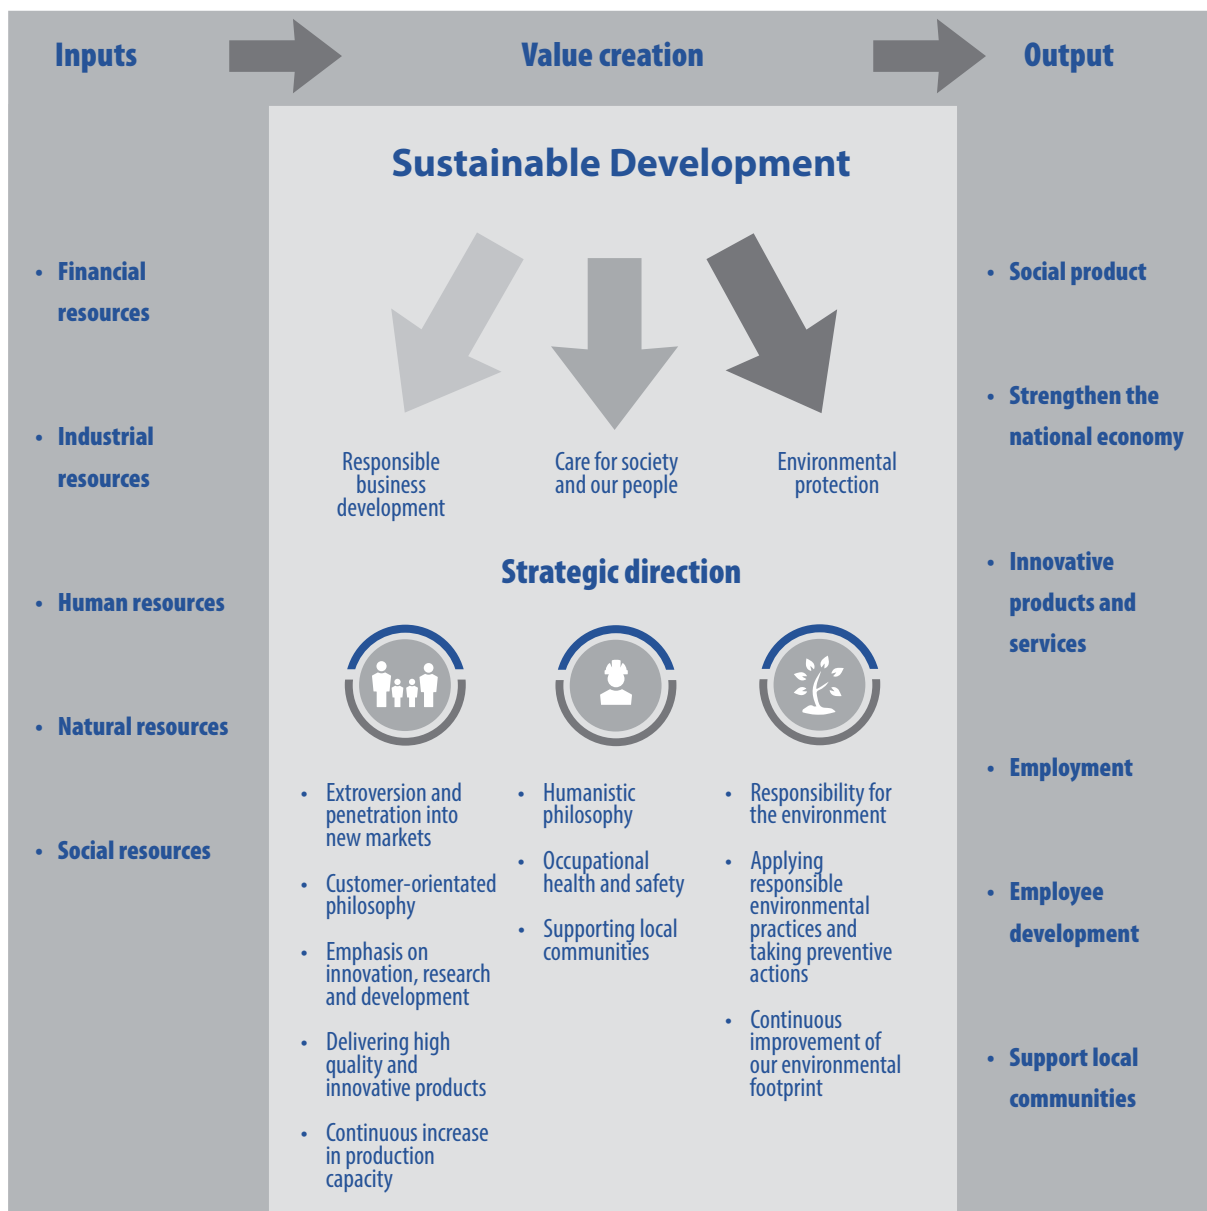 Inputs
Value creation
Output
Sustainable Development
• Financial
resources
• Industrial
resources
• Human resources
• Natural resources
• Social resources
Responsible
business
development
Care for society
and our people
Environmental
protection
Strategic direction
• Extroversion and
penetration into
new markets
• Customer-orientated
philosophy
• Emphasis on
innovation, research
and development
• Delivering high
quality and
innovative products
• Continuous increase
in production
capacity
• Humanistic
philosophy
• Occupational
health and safety
• Supporting local
communities
• Responsibility for
the environment
• Applying
responsible
environmental
practices and
taking preventive
actions
• Continuous
improvement of
our environmental
footprint
• Social product
• Strengthen the
national economy
• Innovative
products and
services
• Employment
• Employee
development
• Support local
communities